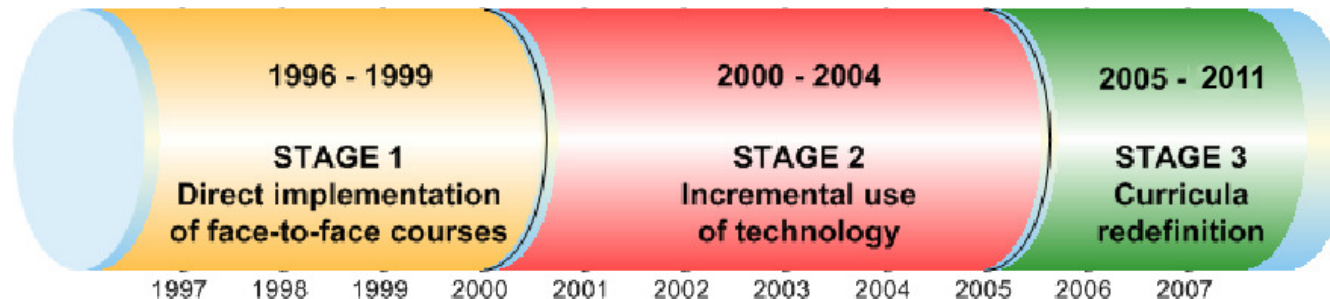 1996 - 1999
STAGE 1
Direct implementation
of face-to-face courses
2000 - 2004
STAGE 2
Incremental use
of technology
2005 - 2011
STAGE 3
Curricula
redefinition
1997 1998 1999 2000 2001 2002 2003 2004 2005 2006 2007